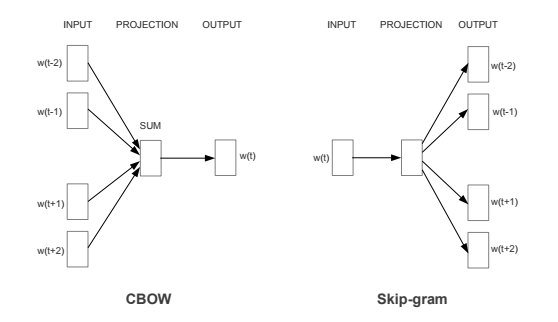 INPUT PROJECTION OUTPUT
w(t-2)
w(t-1)
SUM
w(t)
w(t+1)
w(t+2)
CBOW
INPUT PROJECTION OUTPUT
w(t-2)
w(t-1)
w(t)
w(t+1)
w(t+2)
Skip-gram